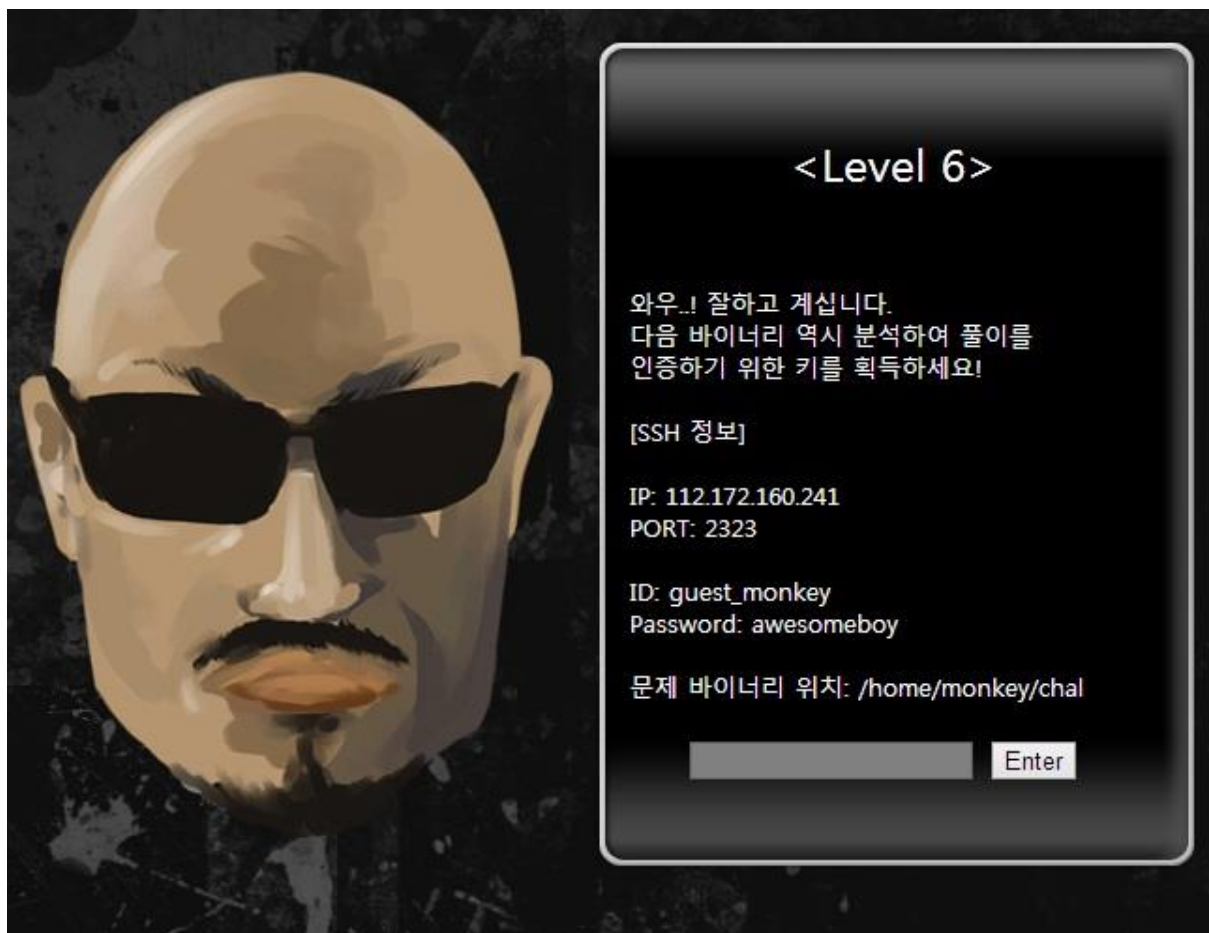 <Level 6>
와우..! 잘하고 계십니다.
다음 바이너리 역시 분석하여 풀이를
인증하기 위한 키를 획득하세요!
[SSH 정보]
IP: 112.172.160.241
PORT: 2323
ID: guest_monkey
Password: awesomeboy
문제 바이너리 위치: /home/monkey/chal
Enter